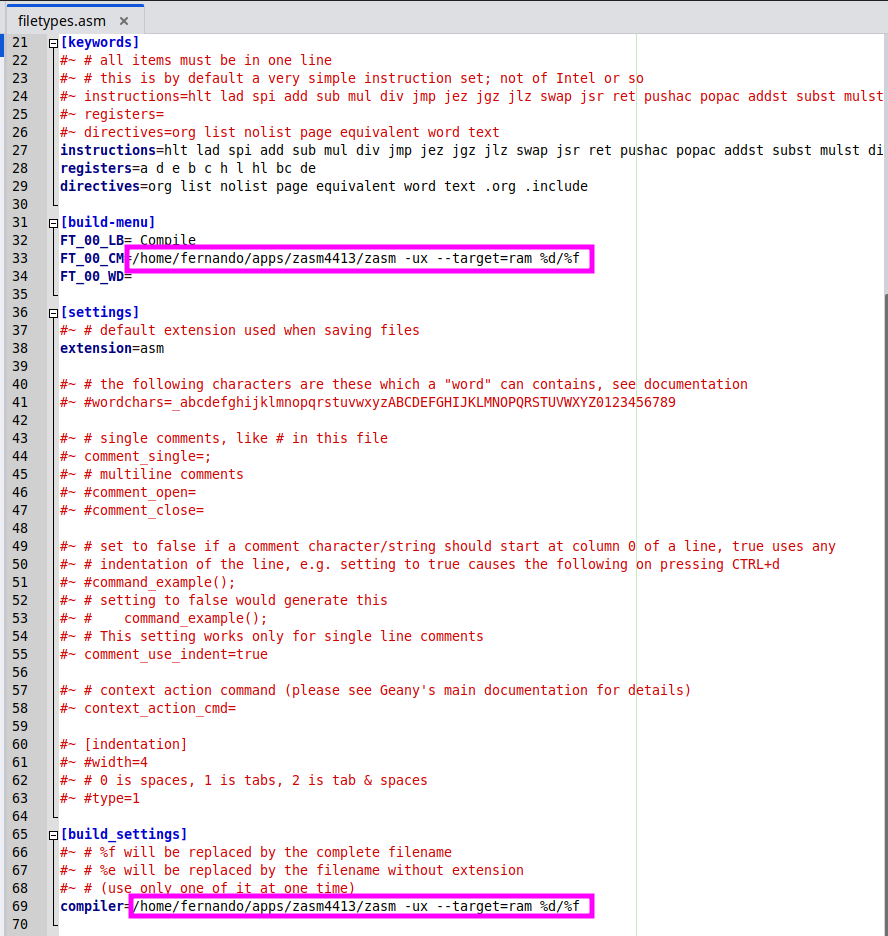 filetypes.asm ×
21 [keywords]
22 #~ # all items must be in one line
23 #~ # this is by default a very simple instruction set; not of Intel or so
24 #~ instructions=hlt lad spi add sub mul div jmp jez jgz jlz swap jsr ret pushac popac addst subst mulst
25 #~ registers=
26 #~ directives=org list nolist page equivalent word text
27 instructions=hlt lad spi add sub mul div jmp jez jgz jlz swap jsr ret pushac popac addst subst mulst di
28 registers=a d e b c h l hl bc de
29 directives=org list nolist page equivalent word text .org .include
30
31 [build-menu]
32 FT_00_LB=_Compile
33 FT_00_CM=/home/fernando/apps/zasm4413/zasm -ux --target=ram %d/%f
34 FT_00_WD=
35
36 [settings]
37 #~ # default extension used when saving files
38 extension=asm
39
40 #~ # the following characters are these which a "word" can contains, see documentation
41 #~ #wordchars=_abcdefghijklmnopqrstuvwxyzABCDEFGHIJKLMNOPQRSTUVWXYZ0123456789
42
43 #~ # single comments, like # in this file
44 #~ comment_single=;
45 #~ # multiline comments
46 #~ #comment_open=
47 #~ #comment_close=
48
49 #~ # set to false if a comment character/string should start at column 0 of a line, true uses any
50 #~ # indentation of the line, e.g. setting to true causes the following on pressing CTRL+d
51 #~ #command_example();
52 #~ # setting to false would generate this
53 #~ #    command_example();
54 #~ # This setting works only for single line comments
55 #~ comment_use_indent=true
56
57 #~ # context action command (please see Geany's main documentation for details)
58 #~ context_action_cmd=
59
60 #~ [indentation]
61 #~ #width=4
62 #~ # 0 is spaces, 1 is tabs, 2 is tab & spaces
63 #~ #type=1
64
65 [build_settings]
66 #~ # %f will be replaced by the complete filename
67 #~ # %e will be replaced by the filename without extension
68 #~ # (use only one of it at one time)
69 compiler=/home/fernando/apps/zasm4413/zasm -ux --target=ram %d/%f
70